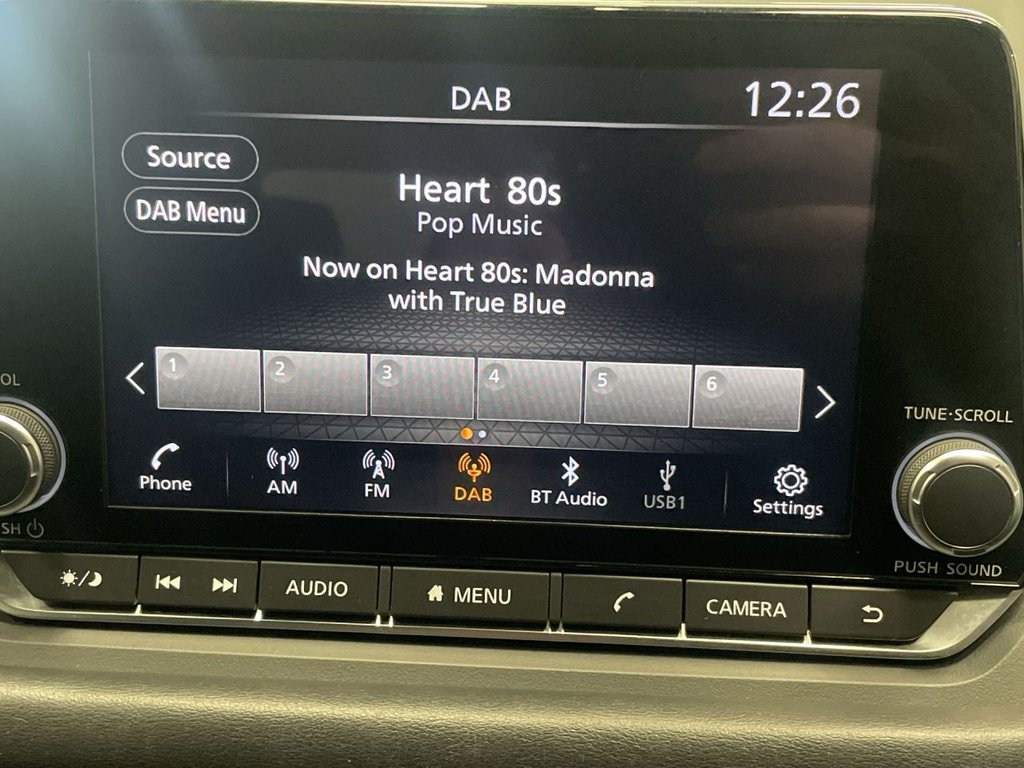 DAB
12:26
Source
DAB Menu
Heart 80s
Pop Music
Now on Heart 80s: Madonna
with True Blue
1 2 3 4 5 6
OL
TUNE·SCROLL
Phone
AM
FM
DAB
BT Audio
USB1
Settings
SH
PUSH SOUND
AUDIO
MENU
CAMERA